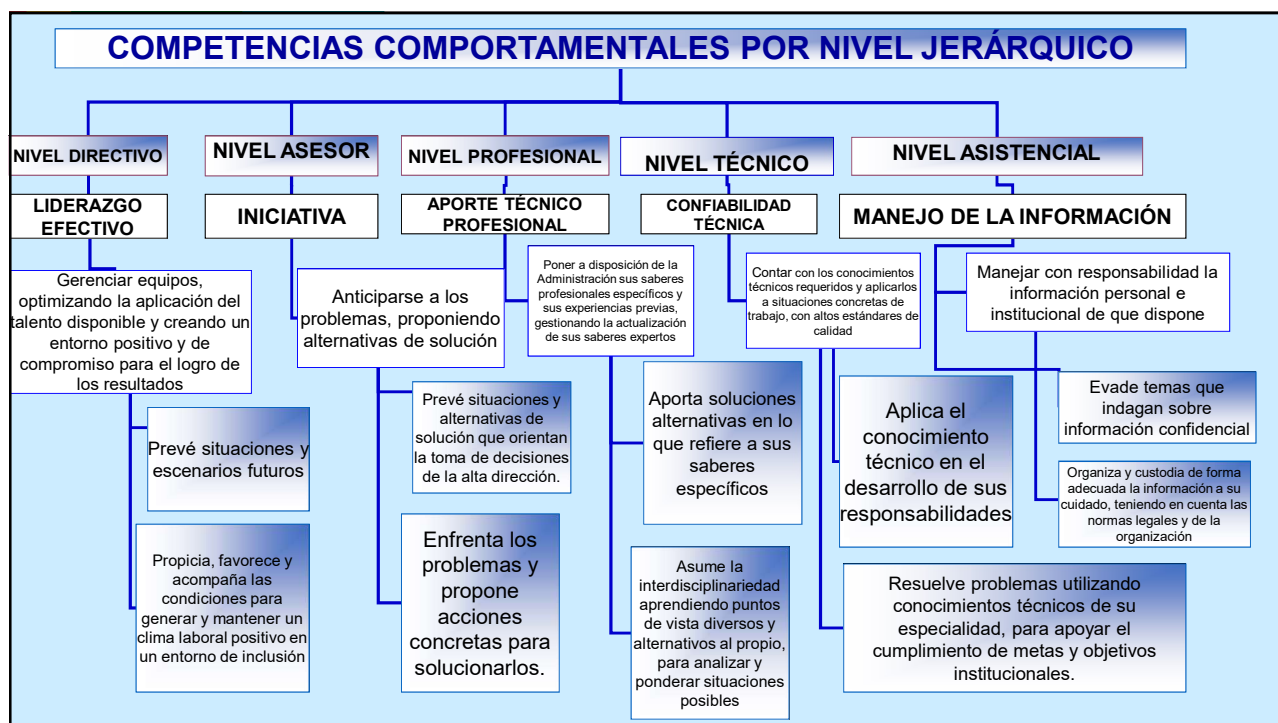 COMPETENCIAS COMPORTAMENTALES POR NIVEL JERÁRQUICO
NIVEL DIRECTIVO
LIDERAZGO
EFECTIVO
Gerenciar equipos,
optimizando la aplicación del
talento disponible y creando un
entorno positivo y de
compromiso para el logro de
los resultados
Prevé situaciones y
escenarios futuros
Propicia, favorece y
acompaña las
condiciones para
generar y mantener un
clima laboral positivo en
un entorno de inclusión
NIVEL ASESOR
INICIATIVA
Anticiparse a los
problemas, proponiendo
alternativas de solución
Prevé situaciones y
alternativas de
solución que orientan
la toma de decisiones
de la alta dirección.
Enfrenta los
problemas y
propone
acciones
concretas para
solucionarlos.
NIVEL PROFESIONAL
APORTE TÉCNICO
PROFESIONAL
Poner a disposición de la
Administración sus saberes
profesionales específicos y
sus experiencias previas,
gestionando la actualización
de sus saberes expertos
Aporta soluciones
alternativas en lo
que refiere a sus
saberes
específicos
Asume la
interdisciplinariedad
aprendiendo puntos
de vista diversos y
alternativos al propio,
para analizar y
ponderar situaciones
posibles
NIVEL TÉCNICO
CONFIABILIDAD
TÉCNICA
Contar con los conocimientos
técnicos requeridos y aplicarlos
a situaciones concretas de
trabajo, con altos estándares de
calidad
Aplica el
conocimiento
técnico en el
desarrollo de sus
responsabilidades
Resuelve problemas utilizando
conocimientos técnicos de su
especialidad, para apoyar el
cumplimiento de metas y objetivos
institucionales.
NIVEL ASISTENCIAL
MANEJO DE LA INFORMACIÓN
Manejar con responsabilidad la
información personal e
institucional de que dispone
Evade temas que
indagan sobre
información confidencial
Organiza y custodia de forma
adecuada la información a su
cuidado, teniendo en cuenta las
normas legales y de la
organización